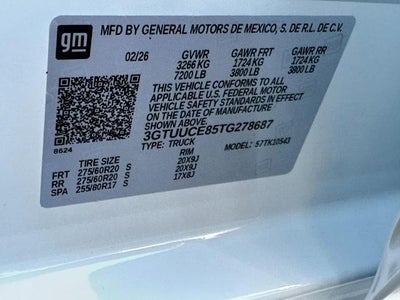 gm
MFD BY GENERAL MOTORS DE MEXICO, S. DE R.L. DE C.V.
02/26 GVWR GAWR FRT GAWR RR
3266 KG 1724 KG 1724 KG
7200 LB 3800 LB 3800 LB
THIS VEHICLE CONFORMS TO ALL
APPLICABLE U.S. FEDERAL MOTOR
VEHICLE SAFETY AND THEFT
PREVENTION STANDARDS IN EFFECT
ON THE DATE OF MANUFACTURE
SHOWN ABOVE.
3GTUUCE85TG278687
TYPE: TRUCK MODEL: 57TK10543
8624
TIRE SIZE RIM
FRT 275/60R20 S 20X9J
RR 275/60R20 S 20X9J
SPA 255/80R17 S 17X8J